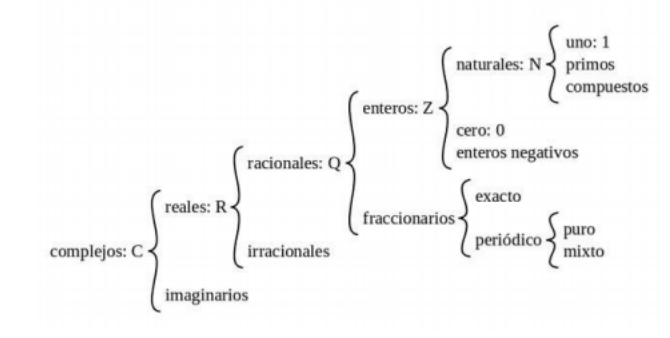 uno: 1
naturales: N
primos
compuestos
enteros: Z
cero: 0
enteros negativos
racionales: Q
exacto
reales: R
fraccionarios
puro
periódico
mixto
complejos: C
irracionales
imaginarios